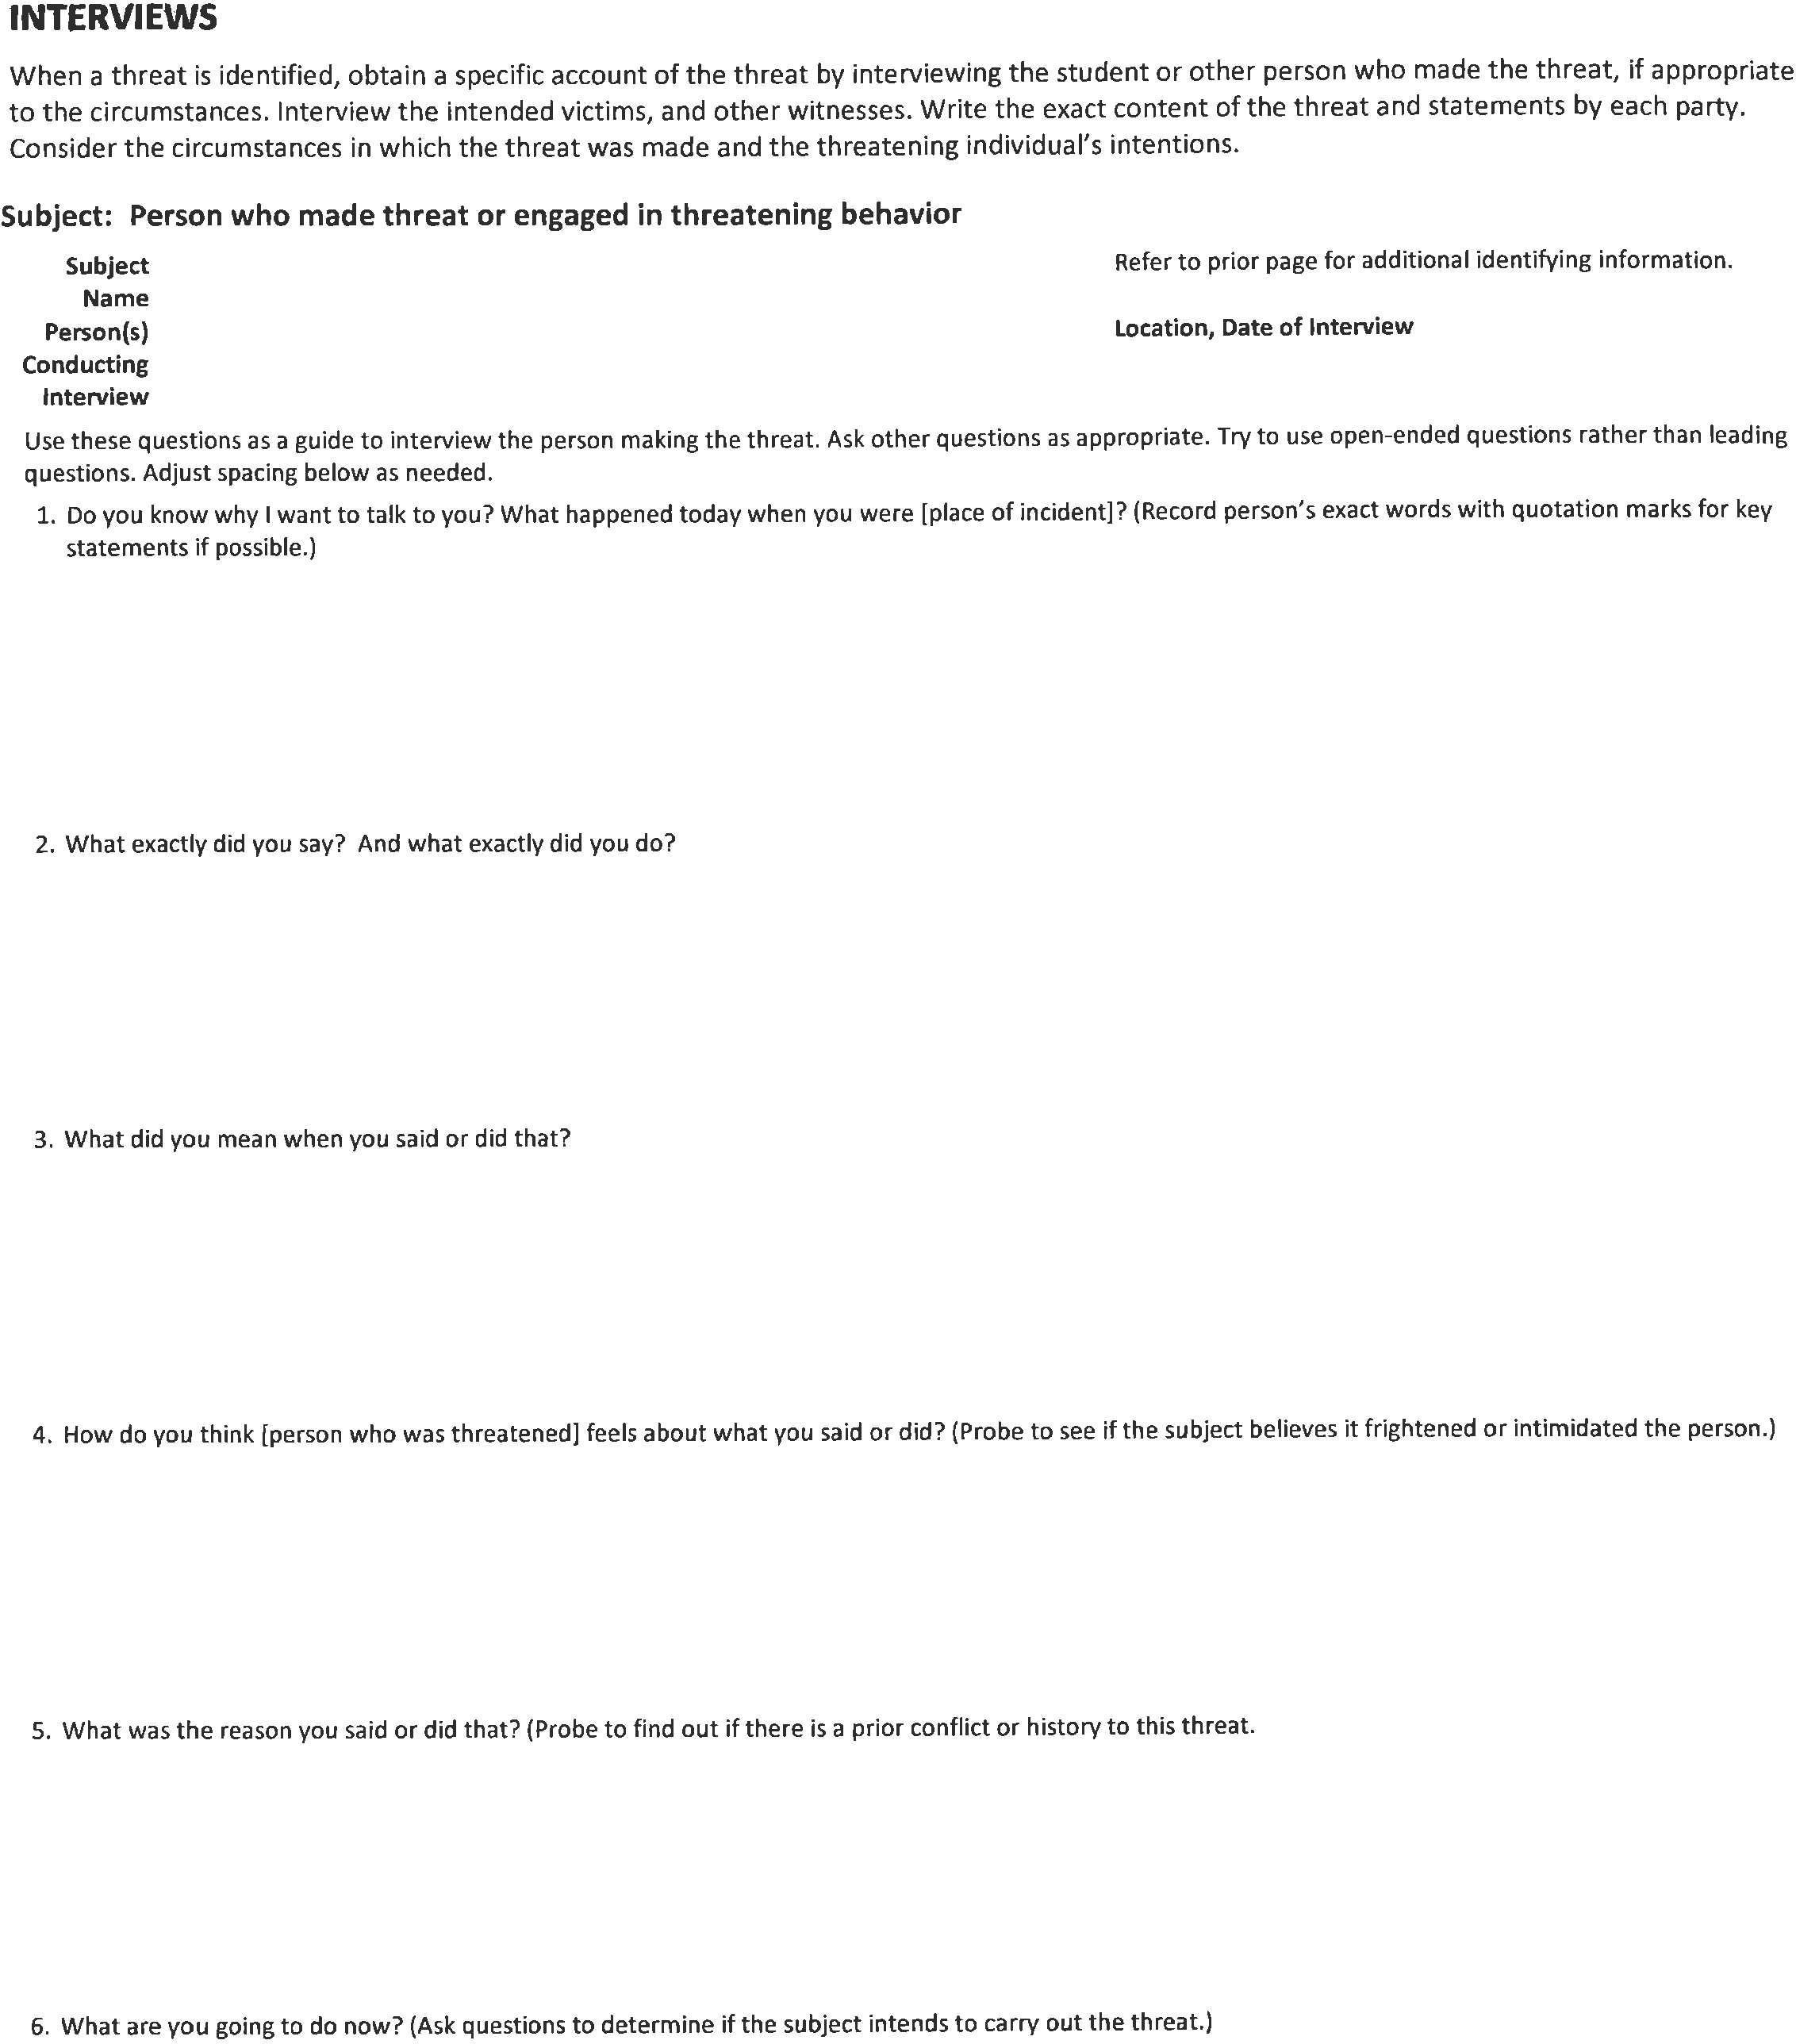 INTERVIEWS
When a threat is identified, obtain a specific account of the threat by interviewing the student or other person who made the threat, if appropriate
to the circumstances. Interview the intended victims, and other witnesses. Write the exact content of the threat and statements by each party.
Consider the circumstances in which the threat was made and the threatening individual's intentions.
Subject: Person who made threat or engaged in threatening behavior
Subject
Name
Refer to prior page for additional identifying information.
Person(s)
Conducting
Interview
Location, Date of Interview
Use these questions as a guide to interview the person making the threat. Ask other questions as appropriate. Try to use open-ended questions rather than leading
questions. Adjust spacing below as needed.
1. Do you know why I want to talk to you? What happened today when you were [place of incident]? (Record person's exact words with quotation marks for key
statements if possible.)
2. What exactly did you say? And what exactly did you do?
3. What did you mean when you said or did that?
4. How do you think [person who was threatened] feels about what you said or did? (Probe to see if the subject believes it frightened or intimidated the person.)
5. What was the reason you said or did that? (Probe to find out if there is a prior conflict or history to this threat.
6. What are you going to do now? (Ask questions to determine if the subject intends to carry out the threat.)